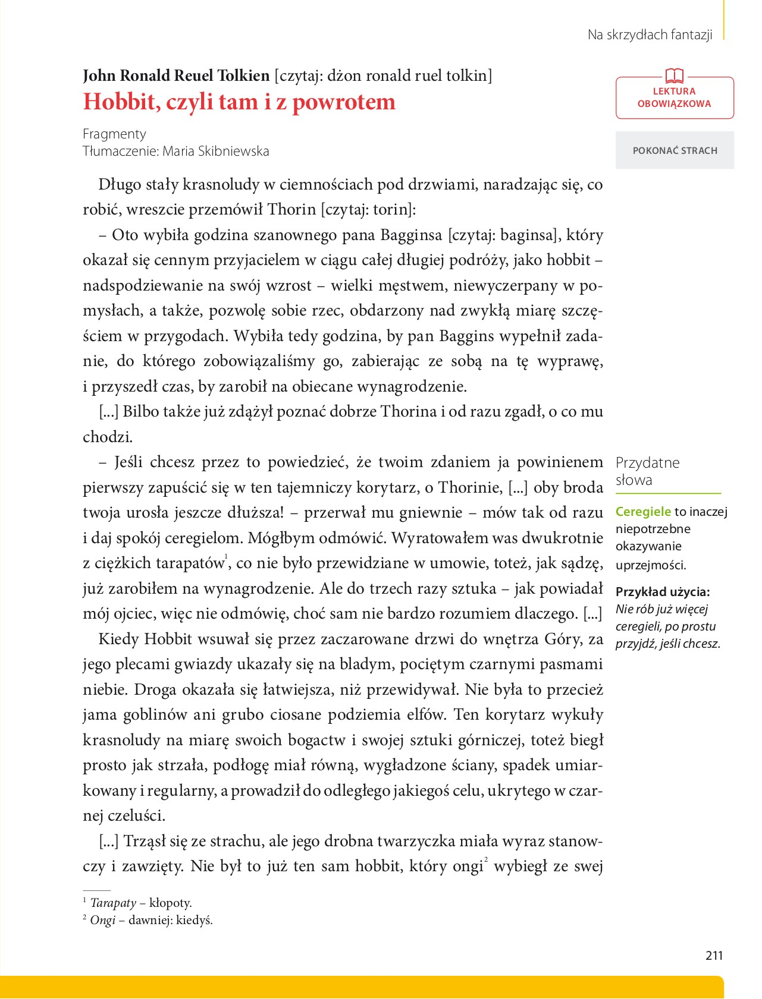 Na skrzydłach fantazji
John Ronald Reuel Tolkien [czytaj: dżon ronald ruel tolkin]
Hobbit, czyli tam i z powrotem
LEKTURA
OBOWIĄZKOWA
POKONAĆ STRACH
Fragmenty
Tłumaczenie: Maria Skibniewska
Długo stały krasnoludy w ciemnościach pod drzwiami, naradzając się, co
robić, wreszcie przemówił Thorin [czytaj: torin]:
– Oto wybiła godzina szanownego pana Bagginsa [czytaj: baginsa], który
okazał się cennym przyjacielem w ciągu całej długiej podróży, jako hobbit –
nadspodziewanie na swój wzrost – wielki męstwem, niewyczerpany w po-
mysłach, a także, pozwolę sobie rzec, obdarzony nad zwykłą miarę szczę-
ściem w przygodach. Wybiła tedy godzina, by pan Baggins wypełnił zada-
nie, do którego zobowiązaliśmy go, zabierając ze sobą na tę wyprawę,
i przyszedł czas, by zarobił na obiecane wynagrodzenie.
[...] Bilbo także już zdążył poznać dobrze Thorina i od razu zgadł, o co mu
chodzi.
– Jeśli chcesz przez to powiedzieć, że twoim zdaniem ja powinienem
pierwszy zapuścić się w ten tajemniczy korytarz, o Thorinie, [...] oby broda
twoja urosła jeszcze dłuższa! – przerwał mu gniewnie – mów tak od razu
i daj spokój ceregielom. Mógłbym odmówić. Wyratowałem was dwukrotnie
z ciężkich tarapatów¹, co nie było przewidziane w umowie, toteż, jak sądzę,
już zarobiłem na wynagrodzenie. Ale do trzech razy sztuka – jak powiadał
mój ojciec, więc nie odmówię, choć sam nie bardzo rozumiem dlaczego. [...]
Kiedy Hobbit wsuwał się przez zaczarowane drzwi do wnętrza Góry, za
jego plecami gwiazdy ukazały się na bladym, pociętym czarnymi pasmami
niebie. Droga okazała się łatwiejsza, niż przewidywał. Nie była to przecież
jama goblinów ani grubo ciosane podziemia elfów. Ten korytarz wykuły
krasnoludy na miarę swoich bogactw i swojej sztuki górniczej, toteż biegł
prosto jak strzała, podłogę miał równą, wygładzone ściany, spadek umiar-
kowany i regularny, a prowadził do odległego jakiegoś celu, ukrytego w czar-
nej czeluści.
[...] Trząsł się ze strachu, ale jego drobna twarzyczka miała wyraz stanow-
czy i zawzięty. Nie był to już ten sam hobbit, który ongi² wybiegł ze swej
Przydatne
słowa
Ceregiele to inaczej
niepotrzebne
okazywanie
uprzejmości.
Przykład użycia:
Nie rób już więcej
ceregieli, po prostu
przyjdź, jeśli chcesz.
¹ Tarapaty – kłopoty.
² Ongi – dawniej: kiedyś.
211